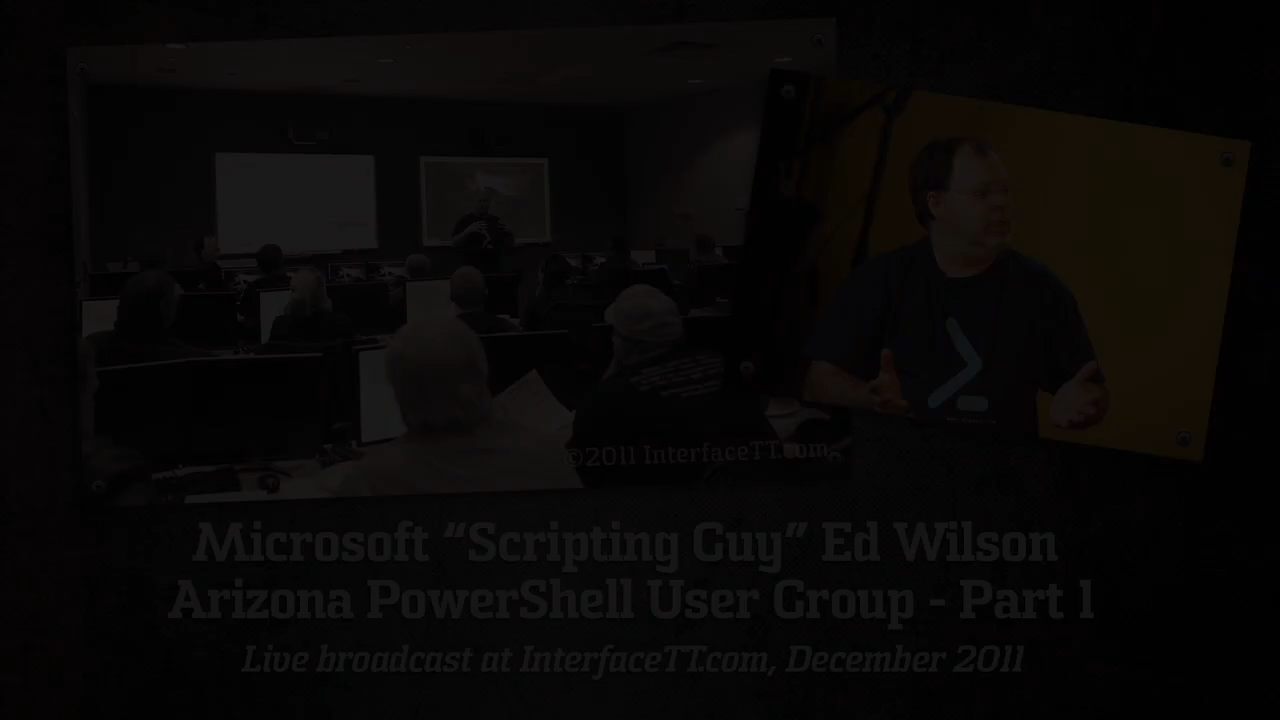 ©2011 InterfaceTT.com
Microsoft “Scripting Guy” Ed Wilson
Arizona PowerShell User Group - Part 1
Live broadcast at InterfaceTT.com, December 2011